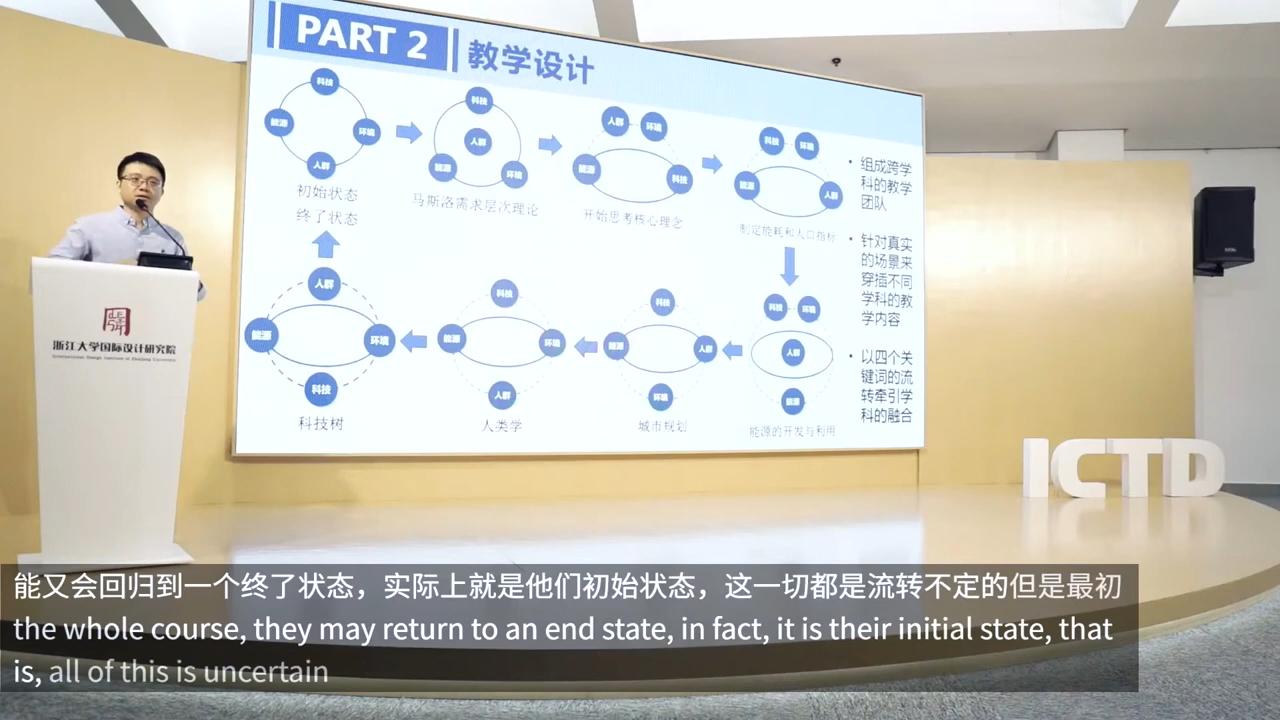 PART 2
教学设计
科技
能源
环境
人群
初始状态
终了状态
科技
人群
能源
环境
马斯洛需求层次理论
人群
环境
能源
科技
开始思考核心理念
科技
环境
能源
人群
制定能耗和人口指标
科技
环境
人群
能源
能源的开发与利用
科技
能源
人群
环境
城市规划
科技
能源
环境
人群
人类学
人群
能源
环境
科技
科技树
• 组成跨学
科的教学
团队
• 针对真实
的场景来
穿插不同
学科的教
学内容
• 以四个关
键词的流
转牵引学
科的融合
浙江大学国际设计研究院
International Design Institute of Zhejiang University
ICTD
能又会回归到一个终了状态，实际上就是他们初始状态，这一切都是流转不定的但是最初
the whole course, they may return to an end state, in fact, it is their initial state, that
is, all of this is uncertain